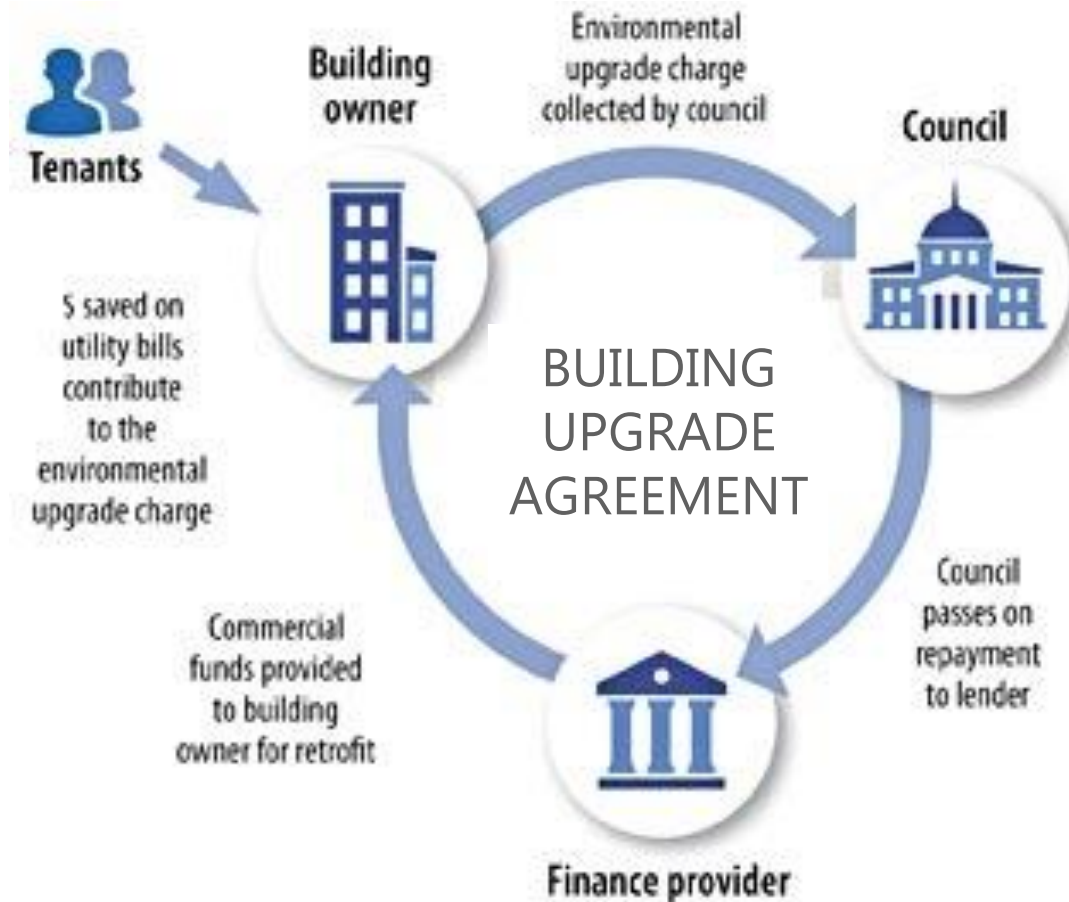 Tenants
Building
owner
Environmental
upgrade charge
collected by council
Council
$ saved on
utility bills
contribute
to the
environmental
upgrade charge
BUILDING
UPGRADE
AGREEMENT
Commercial
funds provided
to building
owner for retrofit
Council
passes on
repayment
to lender
Finance provider